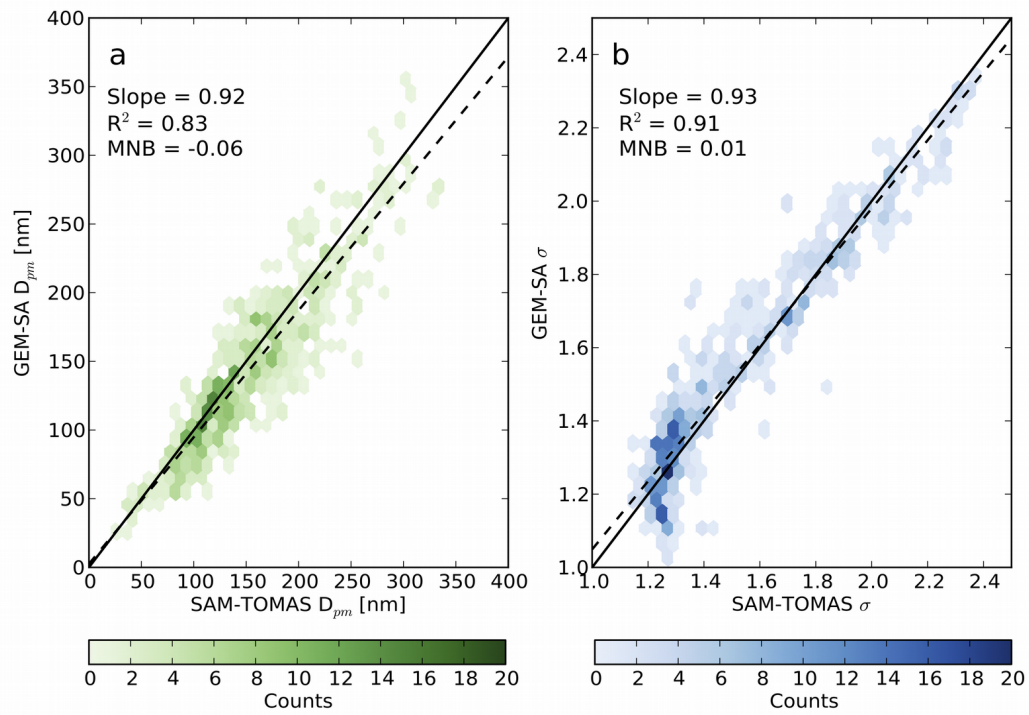 a
Slope = 0.92
R² = 0.83
MNB = -0.06
400
350
300
250
200
150
100
50
0
GEM-SA D_pm [nm]
0 50 100 150 200 250 300 350 400
SAM-TOMAS D_pm [nm]
0 2 4 6 8 10 12 14 16 18 20
Counts
b
Slope = 0.93
R² = 0.91
MNB = 0.01
2.4
2.2
2.0
1.8
1.6
1.4
1.2
1.0
GEM-SA σ
1.0 1.2 1.4 1.6 1.8 2.0 2.2 2.4
SAM-TOMAS σ
0 2 4 6 8 10 12 14 16 18 20
Counts